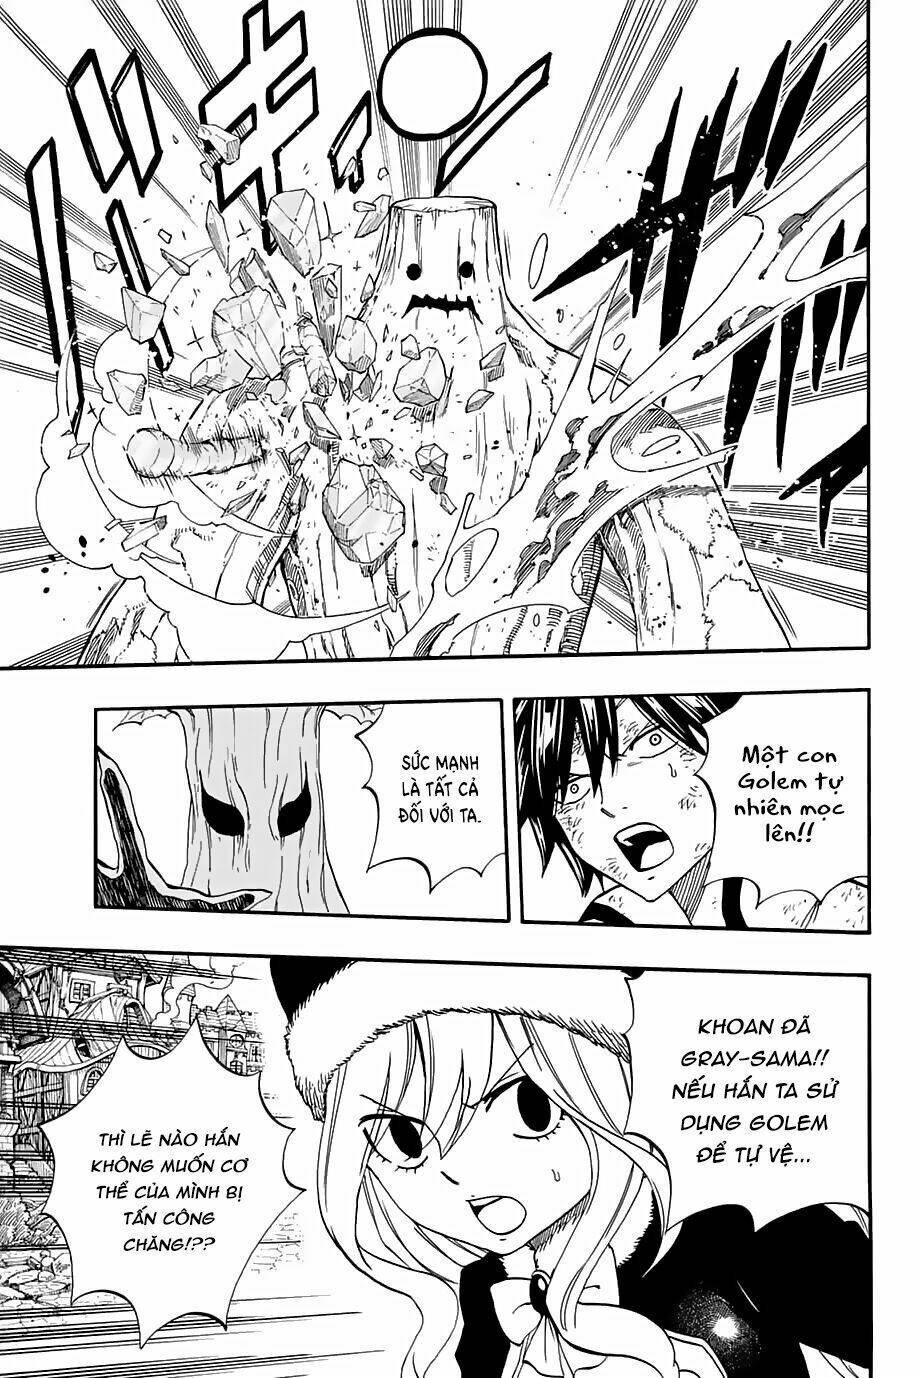 Một con
Golem tự
nhiên mọc
lên!!
SỨC MẠNH
LÀ TẤT CẢ
ĐỐI VỚI TA.
KHOAN ĐÃ
GRAY-SAMA!!
NẾU HẮN TA SỬ
DỤNG GOLEM
ĐỂ TỰ VỆ...
THÌ LẼ NÀO HẮN
KHÔNG MUỐN CƠ
THỂ CỦA MÌNH BỊ
TẤN CÔNG
CHĂNG!??